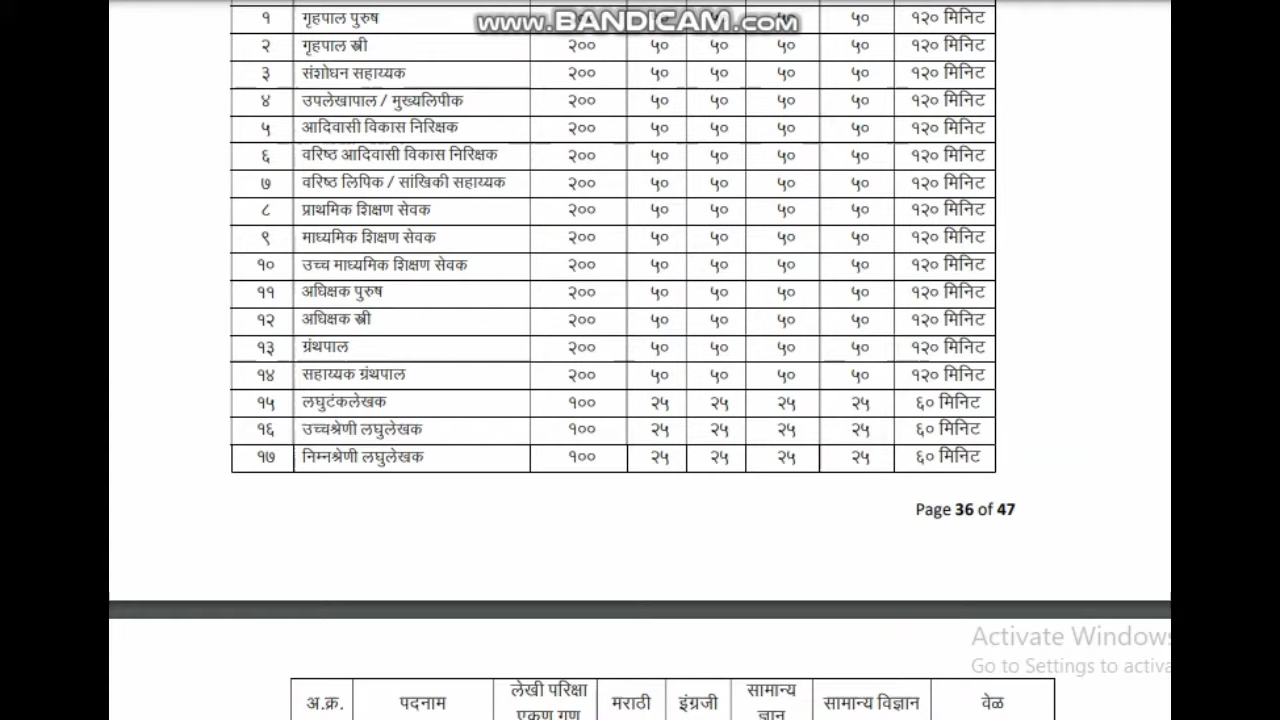 www.BANDICAM.com
१ गृहपाल पुरुष ५० ५० १२० मिनिट
२ गृहपाल स्त्री २०० ५० ५० ५० ५० १२० मिनिट
३ संशोधन सहाय्यक २०० ५० ५० ५० ५० १२० मिनिट
४ उपलेखापाल / मुख्यलिपीक २०० ५० ५० ५० ५० १२० मिनिट
५ आदिवासी विकास निरिक्षक २०० ५० ५० ५० ५० १२० मिनिट
६ वरिष्ठ आदिवासी विकास निरिक्षक २०० ५० ५० ५० ५० १२० मिनिट
७ वरिष्ठ लिपिक / सांखिकी सहाय्यक २०० ५० ५० ५० ५० १२० मिनिट
८ प्राथमिक शिक्षण सेवक २०० ५० ५० ५० ५० १२० मिनिट
९ माध्यमिक शिक्षण सेवक २०० ५० ५० ५० ५० १२० मिनिट
१० उच्च माध्यमिक शिक्षण सेवक २०० ५० ५० ५० ५० १२० मिनिट
११ अधिक्षक पुरुष २०० ५० ५० ५० ५० १२० मिनिट
१२ अधिक्षक स्त्री २०० ५० ५० ५० ५० १२० मिनिट
१३ ग्रंथपाल २०० ५० ५० ५० ५० १२० मिनिट
१४ सहाय्यक ग्रंथपाल २०० ५० ५० ५० ५० १२० मिनिट
१५ लघुटंकलेखक १०० २५ २५ २५ २५ ६० मिनिट
१६ उच्चश्रेणी लघुलेखक १०० २५ २५ २५ २५ ६० मिनिट
१७ निम्नश्रेणी लघुलेखक १०० २५ २५ २५ २५ ६० मिनिट
Page 36 of 47
Activate Windows
Go to Settings to activa
अ.क्र. पदनाम लेखी परिक्षा एकुण गुण मराठी इंग्रजी सामान्य ज्ञान सामान्य विज्ञान वेळ